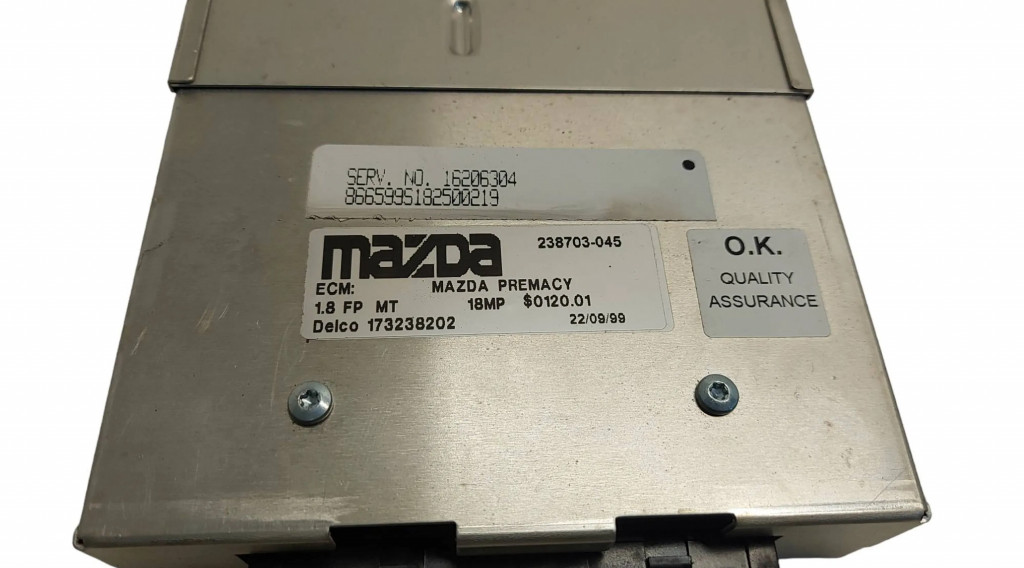 SERV. NO. 16206304
866599S182500219
mazda
238703-045
ECM: MAZDA PREMACY
1.8 FP MT 18MP $0120.01
Delco 173238202 22/09/99
O.K.
QUALITY
ASSURANCE